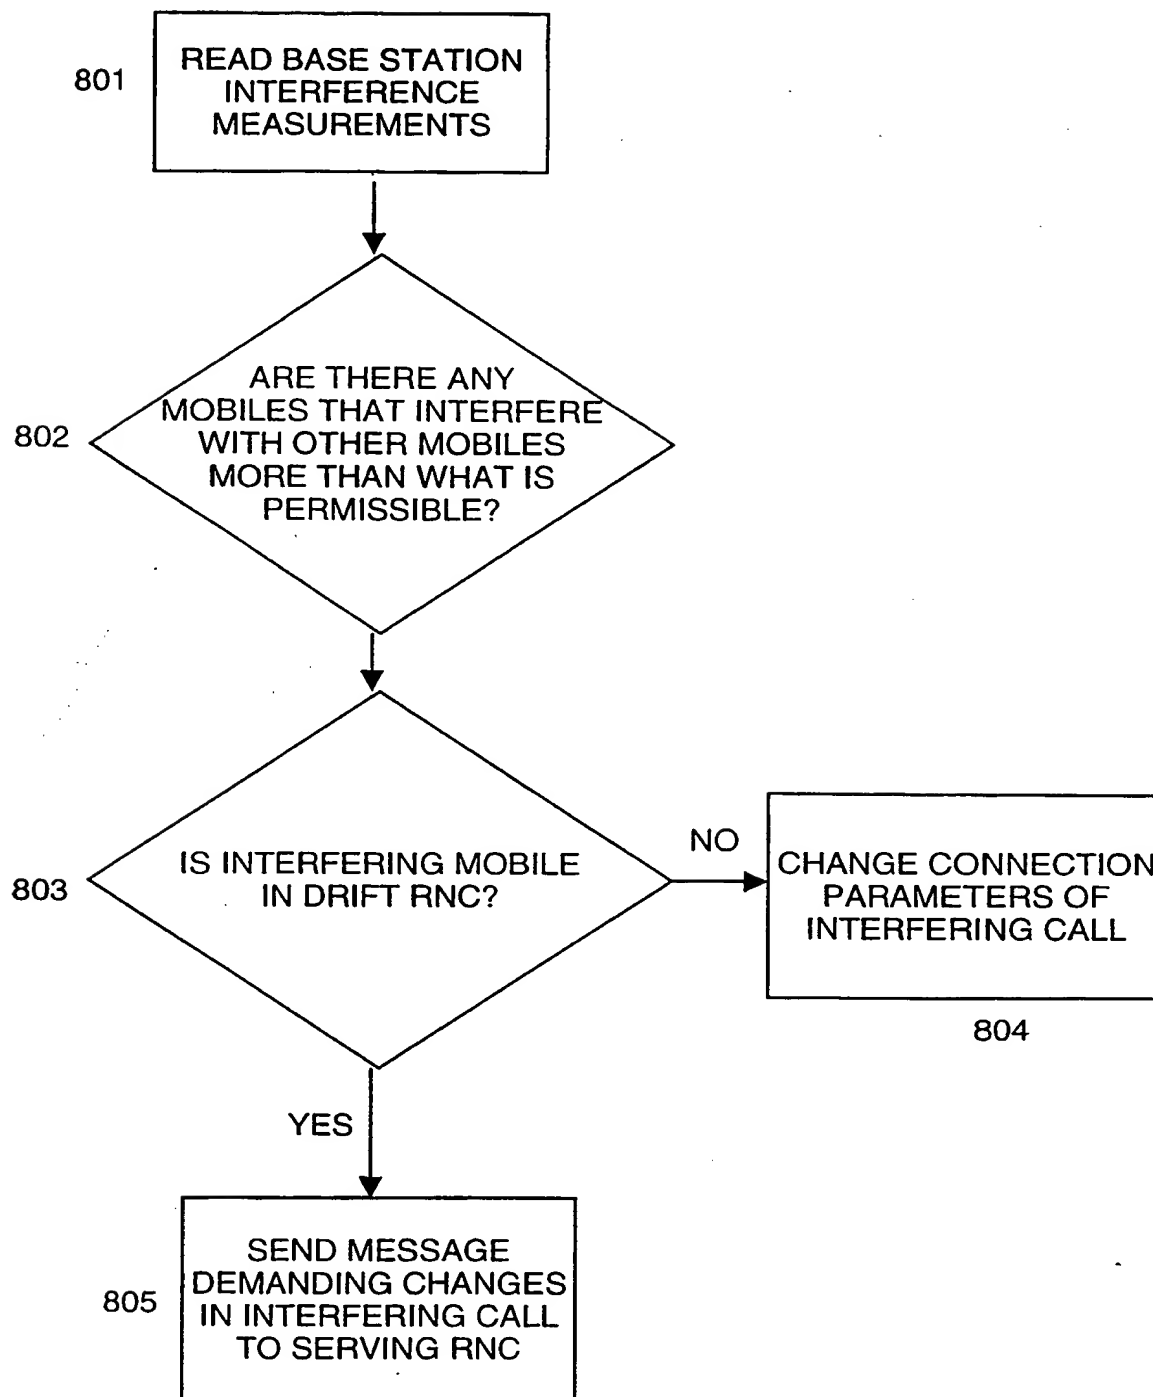 801
READ BASE STATION
INTERFERENCE
MEASUREMENTS
802
ARE THERE ANY
MOBILES THAT INTERFERE
WITH OTHER MOBILES
MORE THAN WHAT IS
PERMISSIBLE?
803
IS INTERFERING MOBILE
IN DRIFT RNC?
NO
CHANGE CONNECTION
PARAMETERS OF
INTERFERING CALL
804
YES
805
SEND MESSAGE
DEMANDING CHANGES
IN INTERFERING CALL
TO SERVING RNC